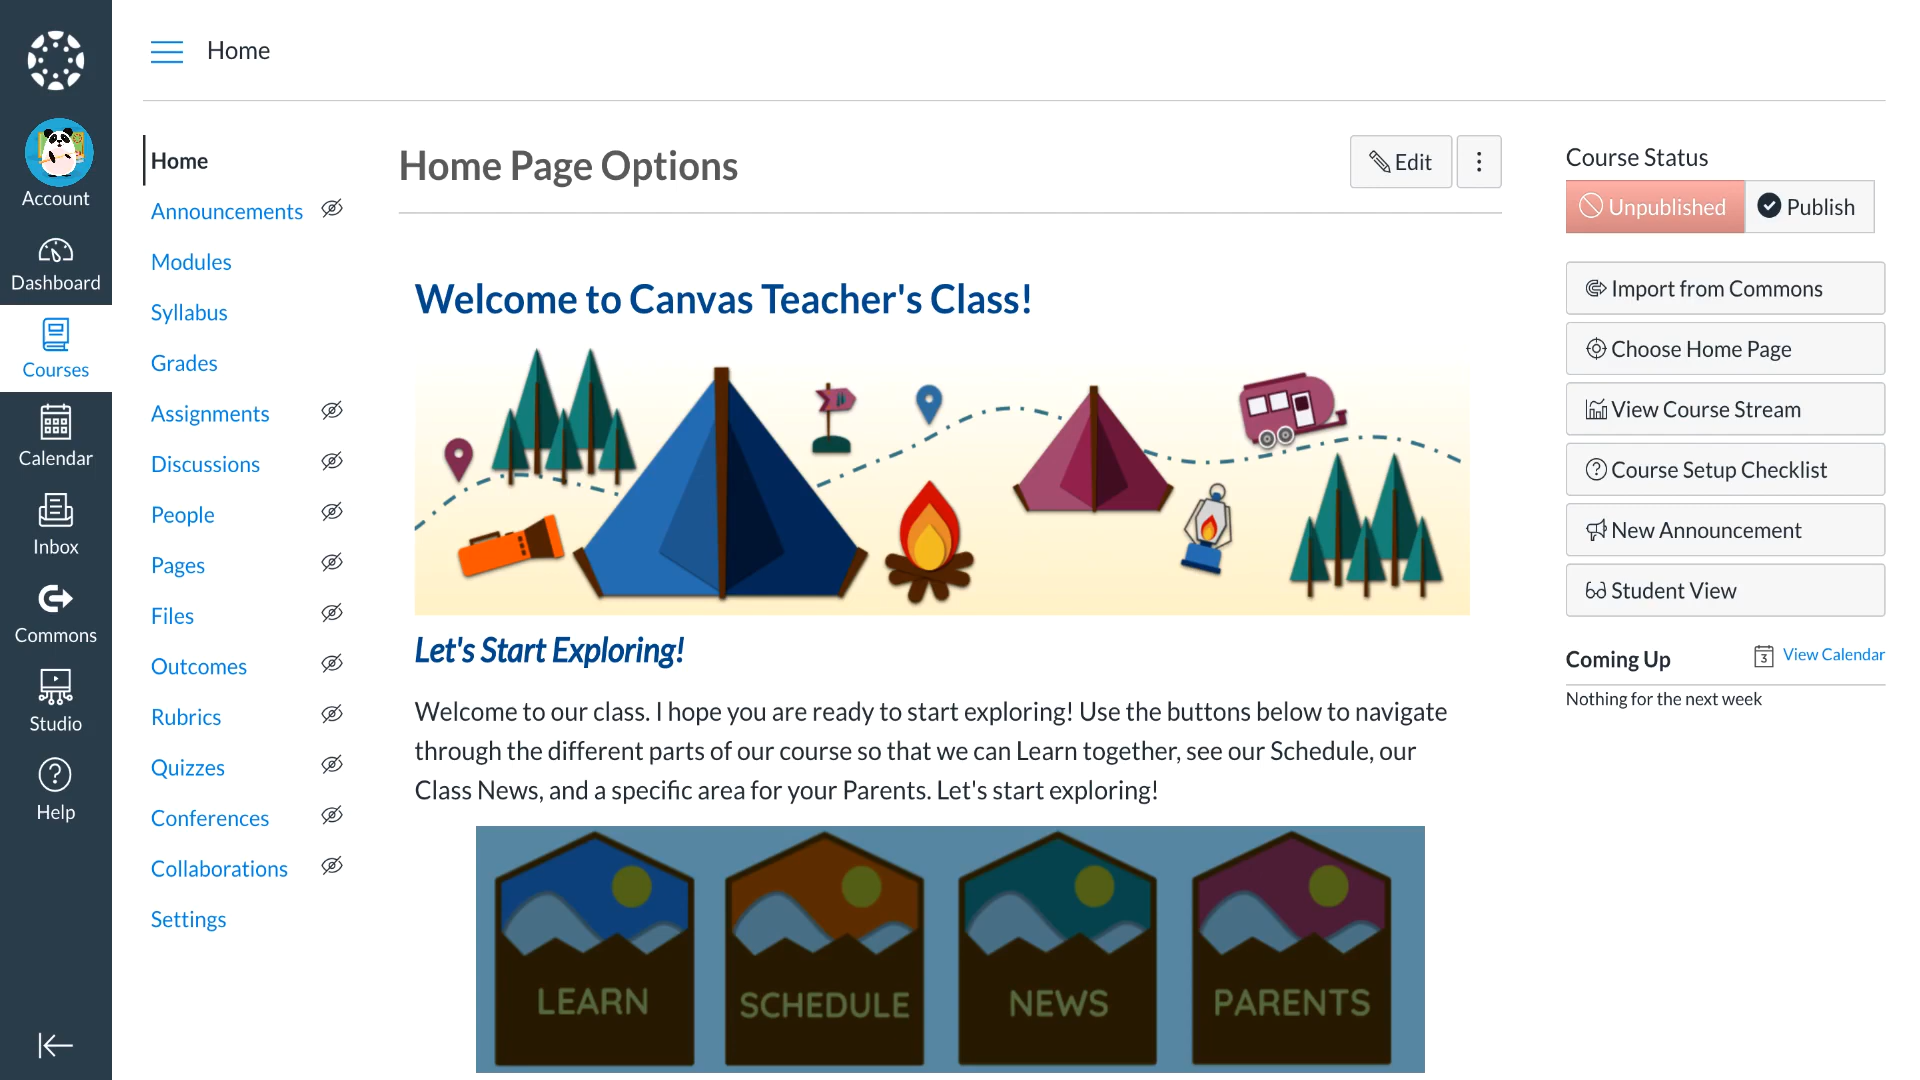 Home
Account
Dashboard
Courses
Calendar
Inbox
Commons
Studio
Help
Home
Announcements
Modules
Syllabus
Grades
Assignments
Discussions
People
Pages
Files
Outcomes
Rubrics
Quizzes
Conferences
Collaborations
Settings
Home Page Options
Edit
Welcome to Canvas Teacher's Class!
Let's Start Exploring!
Welcome to our class. I hope you are ready to start exploring! Use the buttons below to navigate
through the different parts of our course so that we can Learn together, see our Schedule, our
Class News, and a specific area for your Parents. Let's start exploring!
LEARN
SCHEDULE
NEWS
PARENTS
Course Status
Unpublished
Publish
Import from Commons
Choose Home Page
View Course Stream
Course Setup Checklist
New Announcement
Student View
Coming Up
3
View Calendar
Nothing for the next week